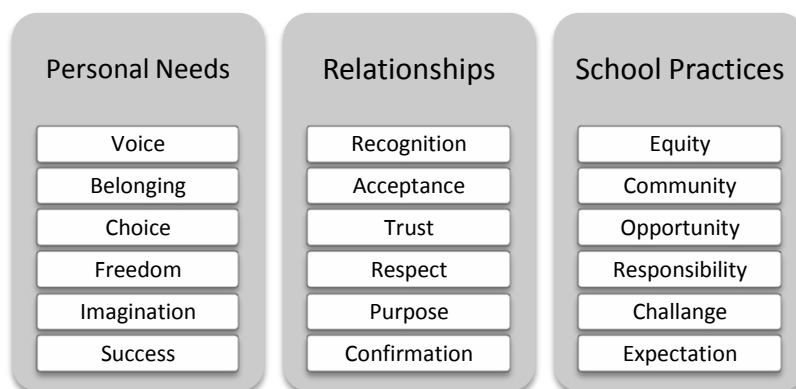 Personal Needs
Voice
Belonging
Choice
Freedom
Imagination
Success
Relationships
Recognition
Acceptance
Trust
Respect
Purpose
Confirmation
School Practices
Equity
Community
Opportunity
Responsibility
Challange
Expectation